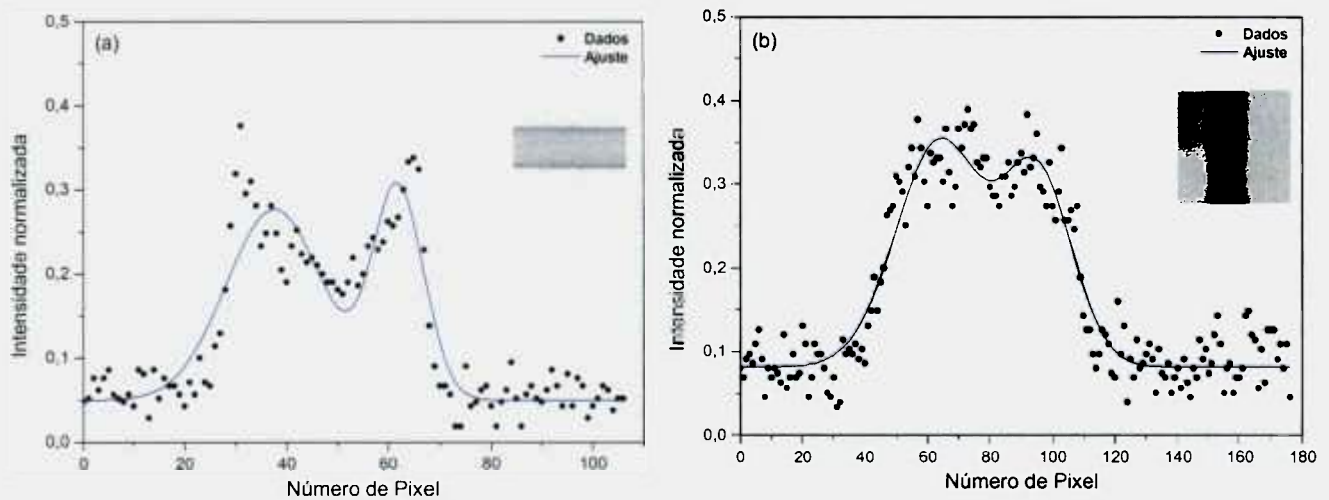 (a)
Dados
Ajuste
Intensidade normalizada
0,5
0,4
0,3
0,2
0,1
0,0
0 20 40 60 80 100
Número de Pixel
(b)
Dados
Ajuste
Intensidade normalizada
0,5
0,4
0,3
0,2
0,1
0,0
0 20 40 60 80 100 120 140 160 180
Número de Pixel